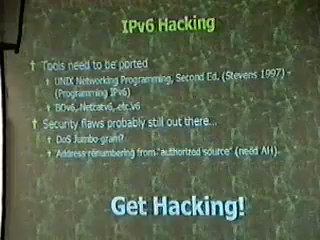 IPv6 Hacking
Tools need to be ported
UNIX Networking Programming, Second Ed. (Stevens 1997) -
(Programming IPv6)
BOv6, Netcatv6, etc.v6
Security flaws probably still out there...
DoS Jumbo-gram?
Address renumbering from "authorized source" (need AH)
Get Hacking!